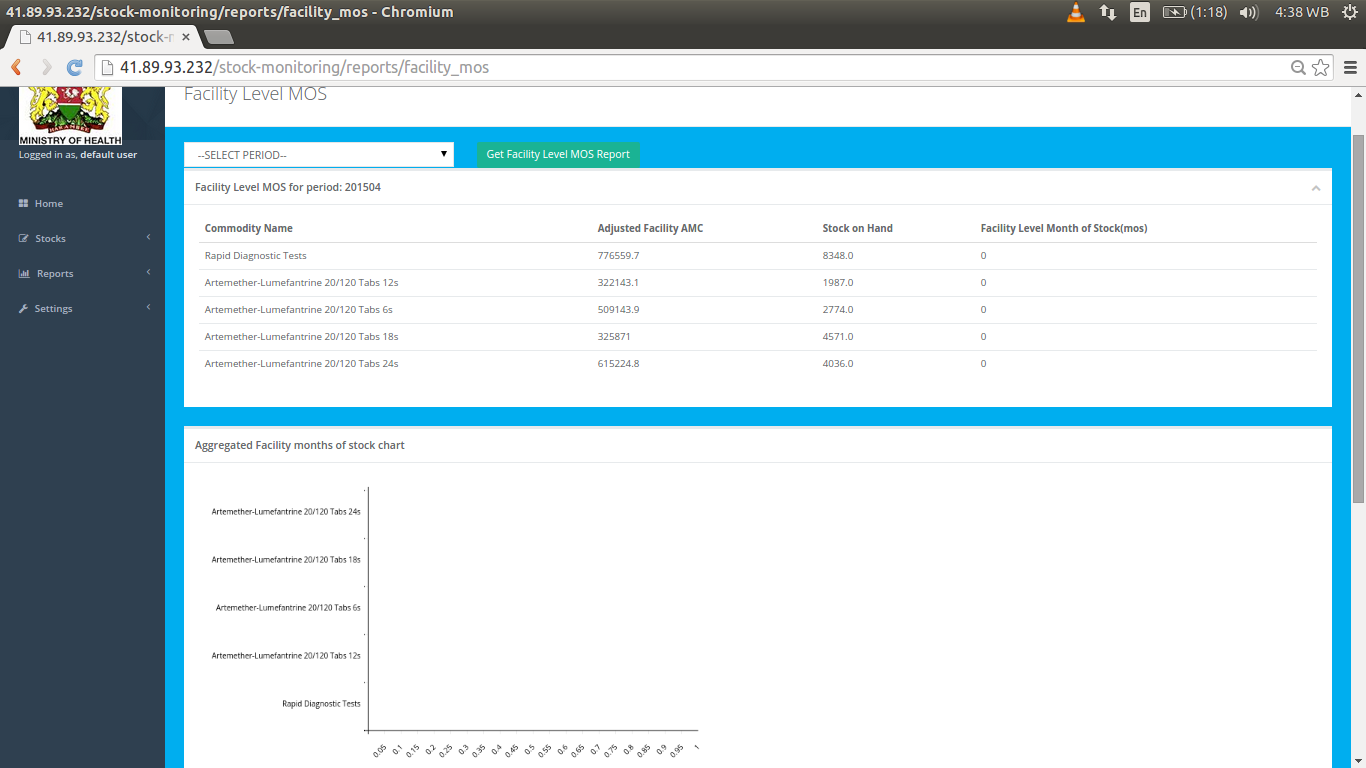 41.89.93.232/stock-monitoring/reports/facility_mos - Chromium
En
(1:18)
4:38 WB
41.89.93.232/stock-r
41.89.93.232/stock-monitoring/reports/facility_mos
HARAMBEE
MINISTRY OF HEALTH
Logged in as, default user
Home
Stocks
Reports
Settings
Facility Level MOS
--SELECT PERIOD--
Get Facility Level MOS Report
Facility Level MOS for period: 201504
Commodity Name Adjusted Facility AMC Stock on Hand Facility Level Month of Stock(mos)
Rapid Diagnostic Tests 776559.7 8348.0 0
Artemether-Lumefantrine 20/120 Tabs 12s 322143.1 1987.0 0
Artemether-Lumefantrine 20/120 Tabs 6s 509143.9 2774.0 0
Artemether-Lumefantrine 20/120 Tabs 18s 325871 4571.0 0
Artemether-Lumefantrine 20/120 Tabs 24s 615224.8 4036.0 0
Aggregated Facility months of stock chart
Artemether-Lumefantrine 20/120 Tabs 24s
Artemether-Lumefantrine 20/120 Tabs 18s
Artemether-Lumefantrine 20/120 Tabs 6s
Artemether-Lumefantrine 20/120 Tabs 12s
Rapid Diagnostic Tests
0.05 0.1 0.15 0.2 0.25 0.3 0.35 0.4 0.45 0.5 0.55 0.6 0.65 0.7 0.75 0.8 0.85 0.9 0.95 1